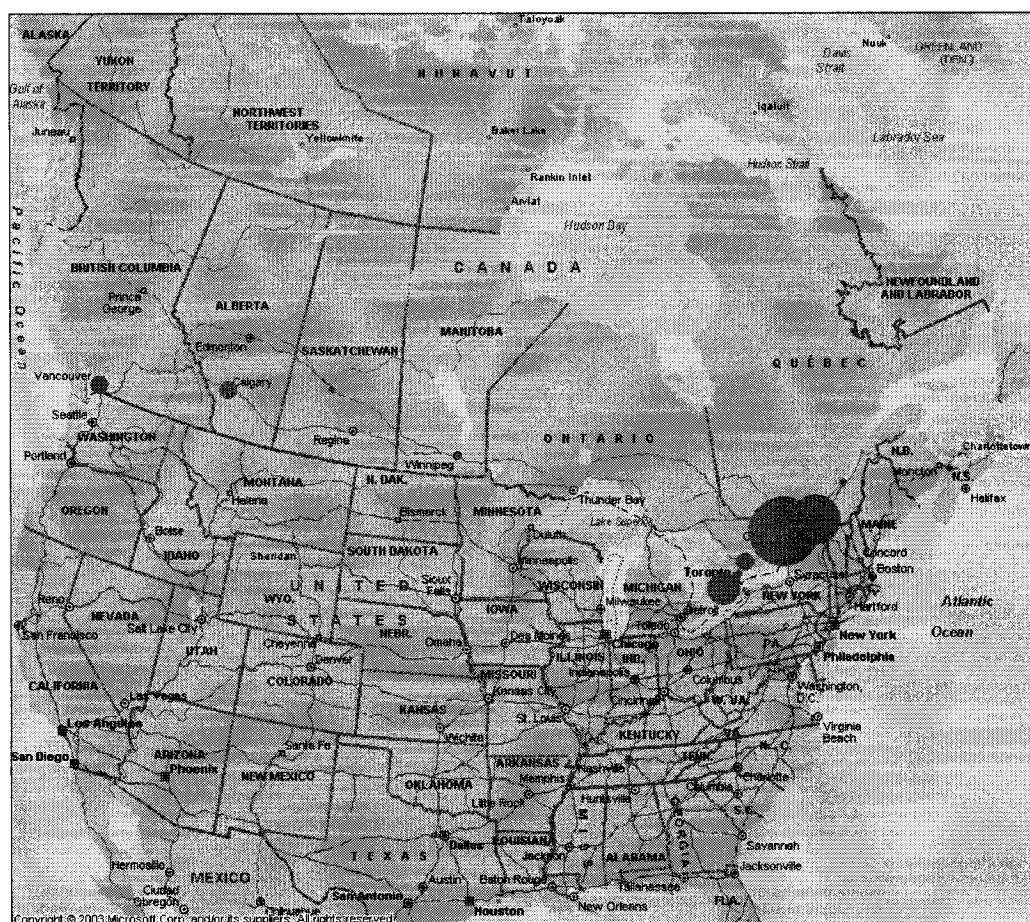 Taloyoak
ALASKA
Nuuk
Davis
Strait
GREENLAND
(DEN.)
YUKON
TERRITORY
NUNAVUT
Gulf of
Alaska
Iqaluit
NORTHWEST
TERRITORIES
Juneau
Yellowknife
Baker Lake
Labrador Sea
Hudson Strait
Rankin Inlet
Arviat
Pacific Ocean
Hudson Bay
BRITISH COLUMBIA
CANADA
NEWFOUNDLAND
AND LABRADOR
Prince
George
ALBERTA
MANITOBA
Edmonton
SASKATCHEWAN
QUÉBEC
Vancouver
Calgary
Seattle
WASHINGTON
Regina
ONTARIO
Charlottetown
N.B.
Moncton
N.S.
Portland
Winnipeg
Halifax
MONTANA
N. DAK.
Helena
Thunder Bay
OREGON
Bismarck
MINNESOTA
Lake Superior
MAINE
Boise
Duluth
IDAHO
Sheridan
SOUTH DAKOTA
Minneapolis
Toronto
Concord
Boston
UNITED
STATES
Sioux
Falls
WISCONSIN
MICHIGAN
Syracuse
NEW YORK
Reno
NEVADA
WYO.
IOWA
Milwaukee
Detroit
Hartford
Atlantic
Ocean
San Francisco
Salt Lake City
NEBR.
Toledo
New York
Cheyenne
Omaha
Des Moines
Chicago
PA.
UTAH
Denver
ILLINOIS
IND.
OHIO
Philadelphia
CALIFORNIA
COLORADO
MISSOURI
Indianapolis
Columbus
Washington,
D.C.
Las Vegas
KANSAS
Kansas City
Cincinnati
W. VA.
Los Angeles
St. Louis
VA.
Virginia
Beach
Wichita
KENTUCKY
San Diego
ARIZONA
Santa Fe
N. C.
Phoenix
NEW MEXICO
OKLAHOMA
ARKANSAS
Nashville
TENN.
Charlotte
Memphis
Columbia
Little Rock
Huntsville
S.C.
MISS
GEORGIA
Dallas
LOUISIANA
Savannah
TEXAS
Jackson
ALABAMA
Hermosillo
MEXICO
Jacksonville
Ciudad
Obregon
Austin
Baton Rouge
Tallahassee
San Antonio
New Orleans
FLA.
Chihuahua
Houston
Copyright © 2003 Microsoft Corp. and/or its suppliers. All rights reserved.